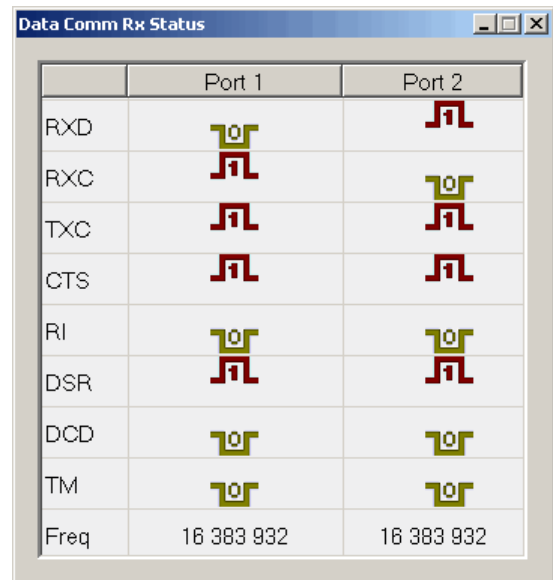 Data Comm Rx Status
Port 1 Port 2
RXD 0 1
RXC 1 0
TXC 1 1
CTS 1 1
RI 0 0
DSR 1 1
DCD 0 0
TM 0 0
Freq 16 383 932 16 383 932